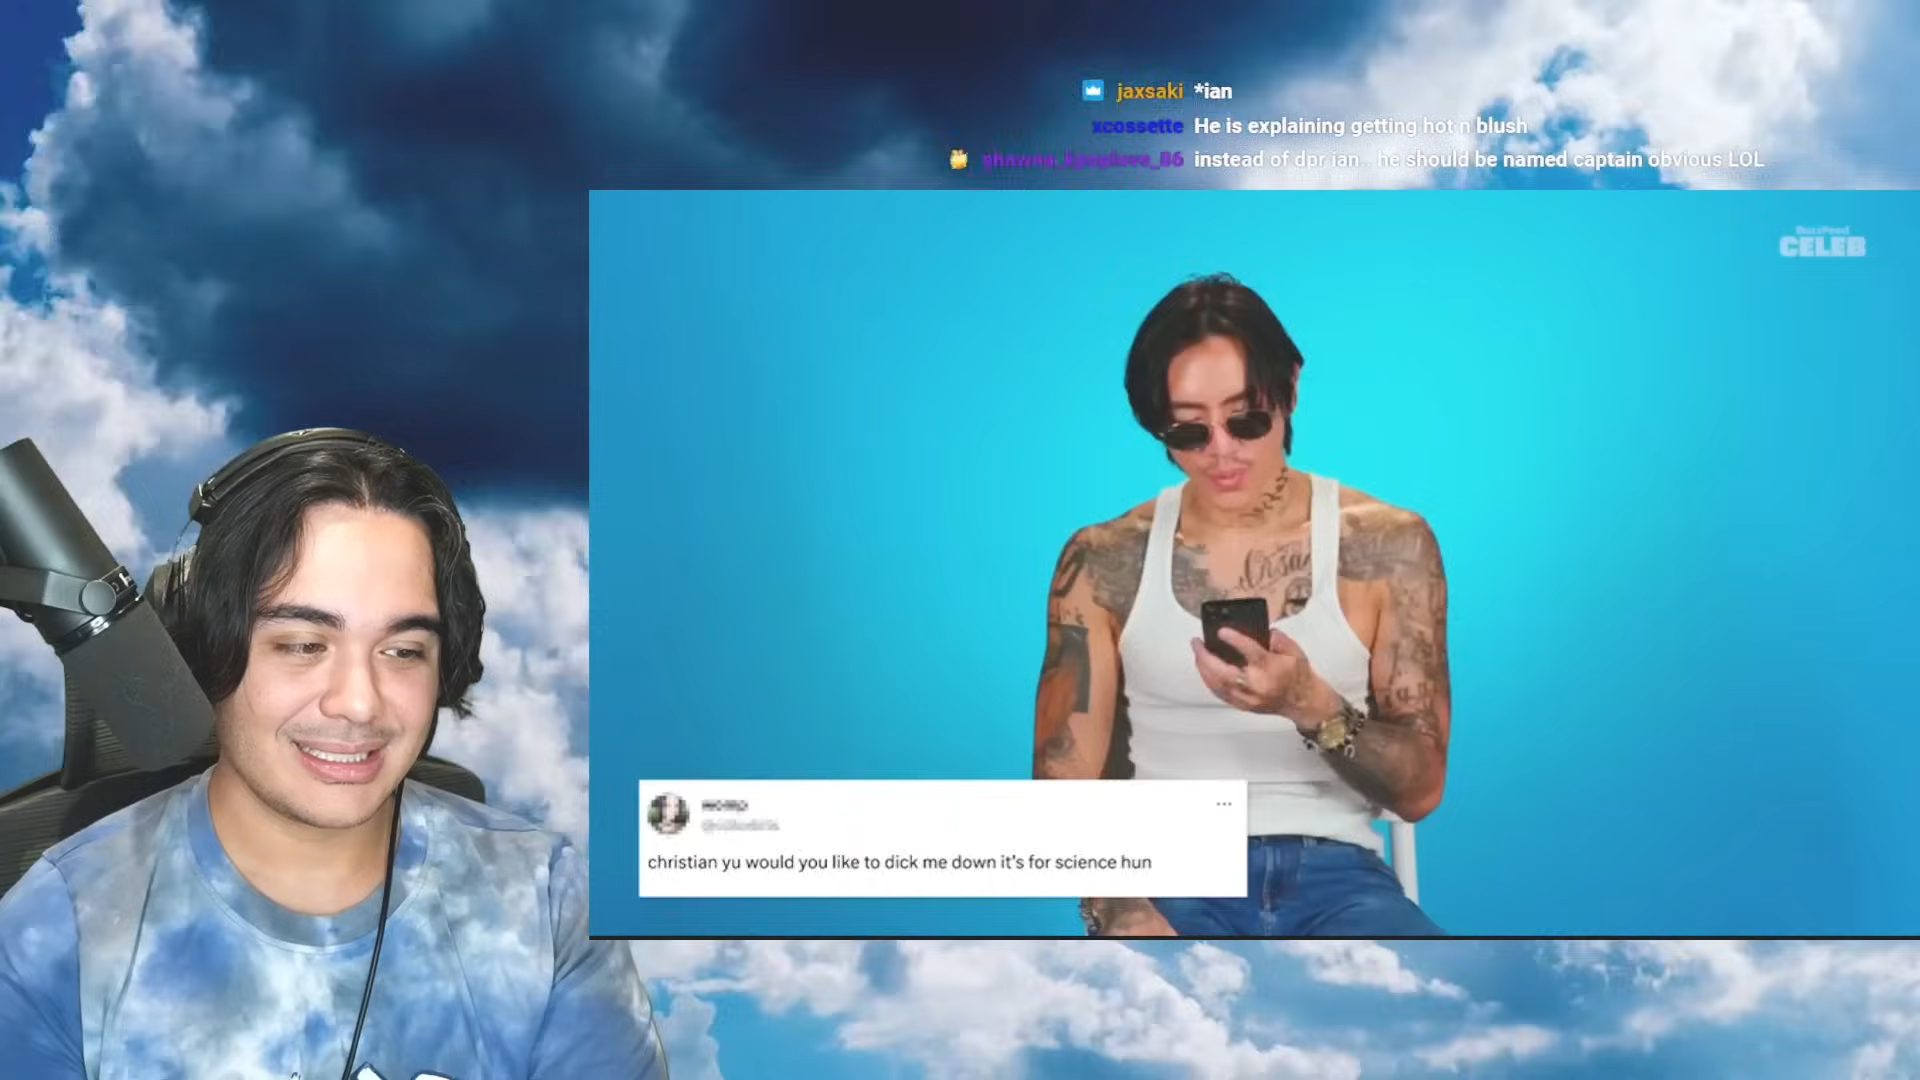 jaxsaki *ian
xcossette He is explaining getting hot n blush
instead of dpr ian.. he should be named captain obvious LOL
BuzzFeed
CELEB
christian yu would you like to dick me down it's for science hun